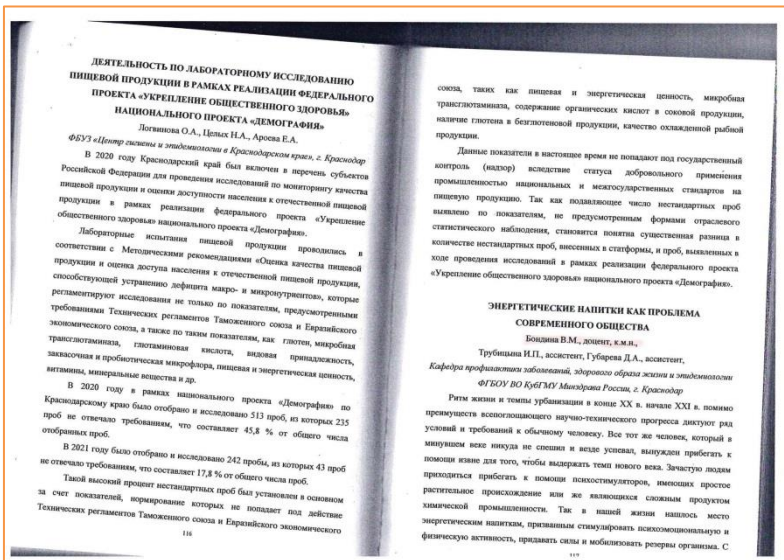 ДЕЯТЕЛЬНОСТЬ ПО ЛАБОРАТОРНОМУ ИССЛЕДОВАНИЮ
ПИЩЕВОЙ ПРОДУКЦИИ В РАМКАХ РЕАЛИЗАЦИИ ФЕДЕРАЛЬНОГО
ПРОЕКТА «УКРЕПЛЕНИЕ ОБЩЕСТВЕННОГО ЗДОРОВЬЯ»
НАЦИОНАЛЬНОГО ПРОЕКТА «ДЕМОГРАФИЯ»
Логвинова О.А., Целых Н.А., Ароева Е.А.
ФБУЗ «Центр гигиены и эпидемиологии в Краснодарском крае», г. Краснодар
В 2020 году Краснодарский край был включен в перечень субъектов
Российской Федерации для проведения исследований по мониторингу качества
пищевой продукции и оценки доступности населения к отечественной пищевой
продукции в рамках реализации федерального проекта «Укрепление
общественного здоровья» национального проекта «Демография».
Лабораторные испытания пищевой продукции проводились в
соответствии с Методическими рекомендациями «Оценка качества пищевой
продукции и оценка доступа населения к отечественной пищевой продукции,
способствующей устранению дефицита макро- и микронутриентов», которые
регламентируют исследования не только по показателям, предусмотренными
требованиями Технических регламентов Таможенного союза и Евразийского
экономического союза, а также по таким показателям, как глютен, микробная
трансглютаминаза, глютаминовая кислота, видовая принадлежность,
заквасочная и пробиотическая микрофлора, пищевая и энергетическая ценность,
витамины, минеральные вещества и др.
В 2020 году в рамках национального проекта «Демография» по
Краснодарскому краю было отобрано и исследовано 513 проб, из которых 235
проб не отвечало требованиям, что составляет 45,8 % от общего числа
отобранных проб.
В 2021 году было отобрано и исследовано 242 пробы, из которых 43 проб
не отвечало требованиям, что составляет 17,8 % от общего числа проб.
Такой высокий процент нестандартных проб был установлен в основном
за счет показателей, нормирование которых не попадает под действие
Технических регламентов Таможенного союза и Евразийского экономического
116
союза, таких как пищевая и энергетическая ценность, микробная
трансглютаминаза, содержание органических кислот в соковой продукции,
наличие глютена в безглютеновой продукции, качество охлажденной рыбной
продукции.
Данные показатели в настоящее время не попадают под государственный
контроль (надзор) вследствие статуса добровольного применения
промышленностью национальных и межгосударственных стандартов на
пищевую продукцию. Так как подавляющее число нестандартных проб
выявлено по показателям, не предусмотренным формами отраслевого
статистического наблюдения, становится понятна существенная разница в
количестве нестандартных проб, внесенных в статформы, и проб, выявленных в
ходе проведения исследований в рамках реализации федерального проекта
«Укрепление общественного здоровья» национального проекта «Демография».
ЭНЕРГЕТИЧЕСКИЕ НАПИТКИ КАК ПРОБЛЕМА
СОВРЕМЕННОГО ОБЩЕСТВА
Бондина В.М., доцент, к.м.н.,
Трубицына И.П., ассистент, Губарева Д.А., ассистент,
Кафедра профилактики заболеваний, здорового образа жизни и эпидемиологии
ФГБОУ ВО КубГМУ Минздрава России, г. Краснодар
Ритм жизни и темпы урбанизации в конце XX в. начале XXI в. помимо
преимуществ всепоглощающего научно-технического прогресса диктуют ряд
условий и требований к обычному человеку. Все тот же человек, который в
минувшем веке никуда не спешил и везде успевал, вынужден прибегать к
помощи извне для того, чтобы выдержать темп нового века. Зачастую людям
приходиться прибегать к помощи психостимуляторов, имеющих простое
растительное происхождение или же являющихся сложным продуктом
химической промышленности. Так в нашей жизни нашлось место
энергетическим напиткам, призванным стимулировать психоэмоциональную и
физическую активность, придавать силы и мобилизовать резервы организма. С
117